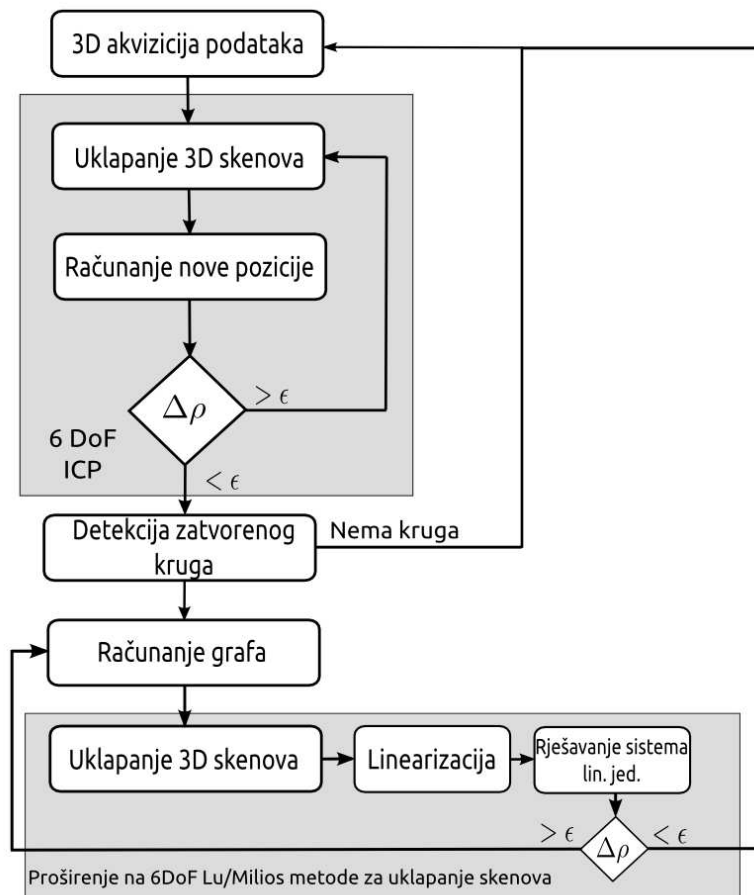 3D akvizicija podataka
Uklapanje 3D skenova
Računanje nove pozicije
Δρ
> ϵ
6 DoF
ICP
< ϵ
Detekcija zatvorenog
kruga
Nema kruga
Računanje grafa
Uklapanje 3D skenova
Linearizacija
Rješavanje sistema
lin. jed.
> ϵ
Δρ
< ϵ
Proširenje na 6DoF Lu/Milios metode za uklapanje skenova